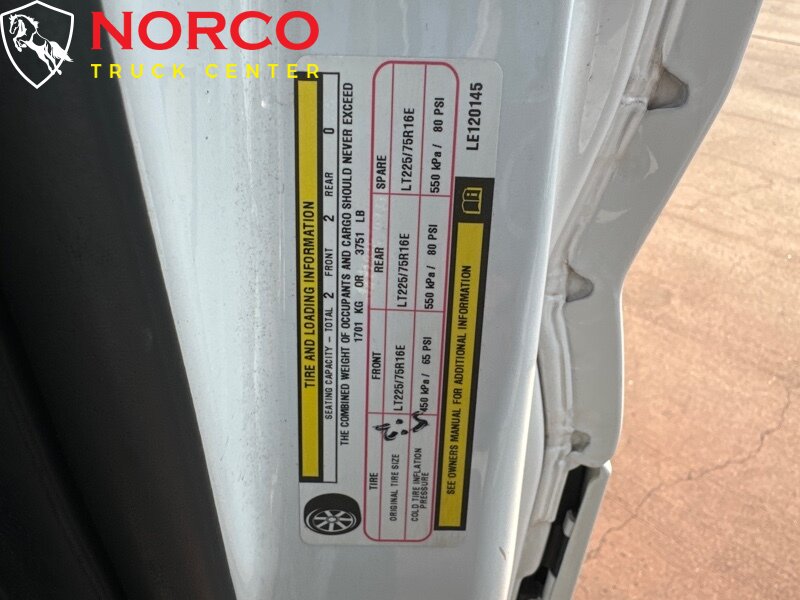 NORCO
TRUCK CENTER
TIRE AND LOADING INFORMATION
SEATING CAPACITY - TOTAL 2 FRONT 2 REAR 0
THE COMBINED WEIGHT OF OCCUPANTS AND CARGO SHOULD NEVER EXCEED
1701 KG OR 3751 LB
TIRE FRONT REAR SPARE
ORIGINAL TIRE SIZE LT225/75R16E LT225/75R16E LT225/75R16E
COLD TIRE INFLATION
PRESSURE
450 kPa / 65 PSI 550 kPa / 80 PSI 550 kPa / 80 PSI
SEE OWNERS MANUAL FOR ADDITIONAL INFORMATION
LE120145